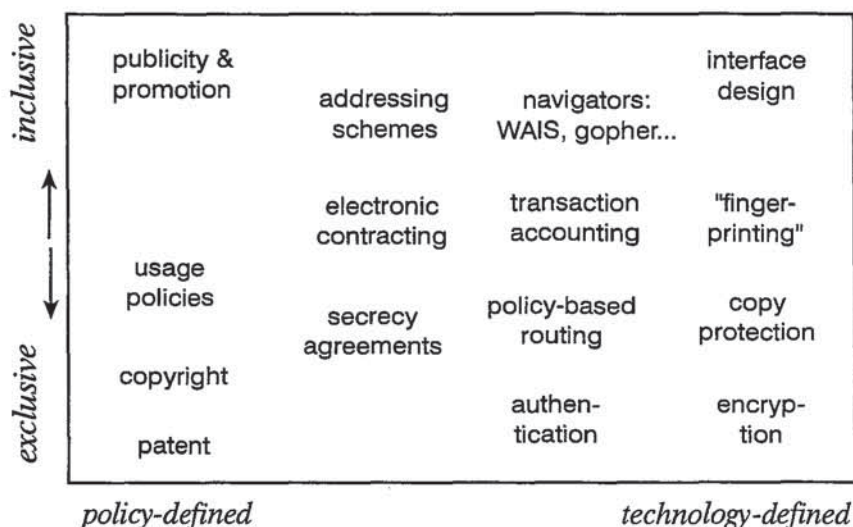 inclusive
exclusive
publicity &
promotion
addressing
schemes
navigators:
WAIS, gopher...
interface
design
electronic
contracting
transaction
accounting
"finger-
printing"
usage
policies
secrecy
agreements
policy-based
routing
copy
protection
copyright
authen-
tication
encryp-
tion
patent
policy-defined
technology-defined